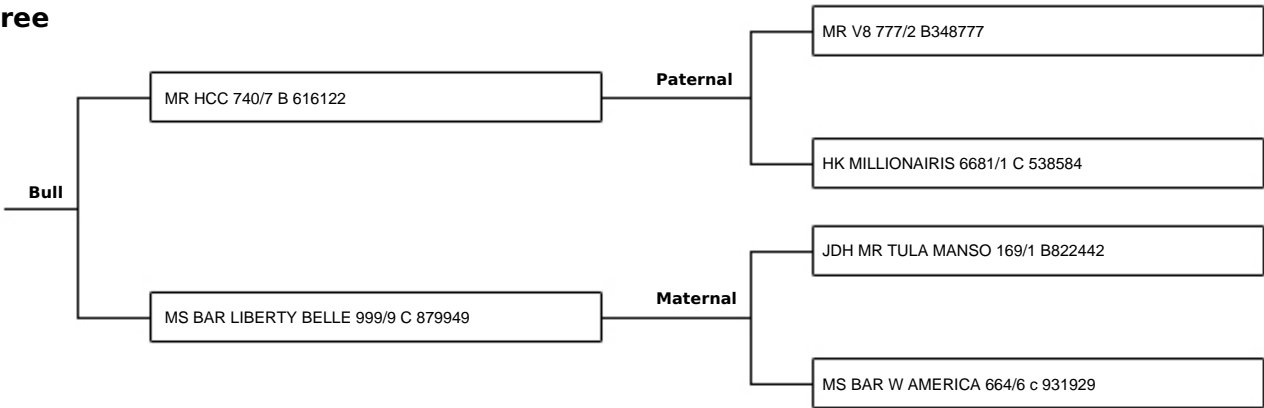 ree
MR V8 777/2 B348777
Paternal
MR HCC 740/7 B 616122
HK MILLIONAIRIS 6681/1 C 538584
Bull
JDH MR TULA MANSO 169/1 B822442
Maternal
MS BAR LIBERTY BELLE 999/9 C 879949
MS BAR W AMERICA 664/6 c 931929